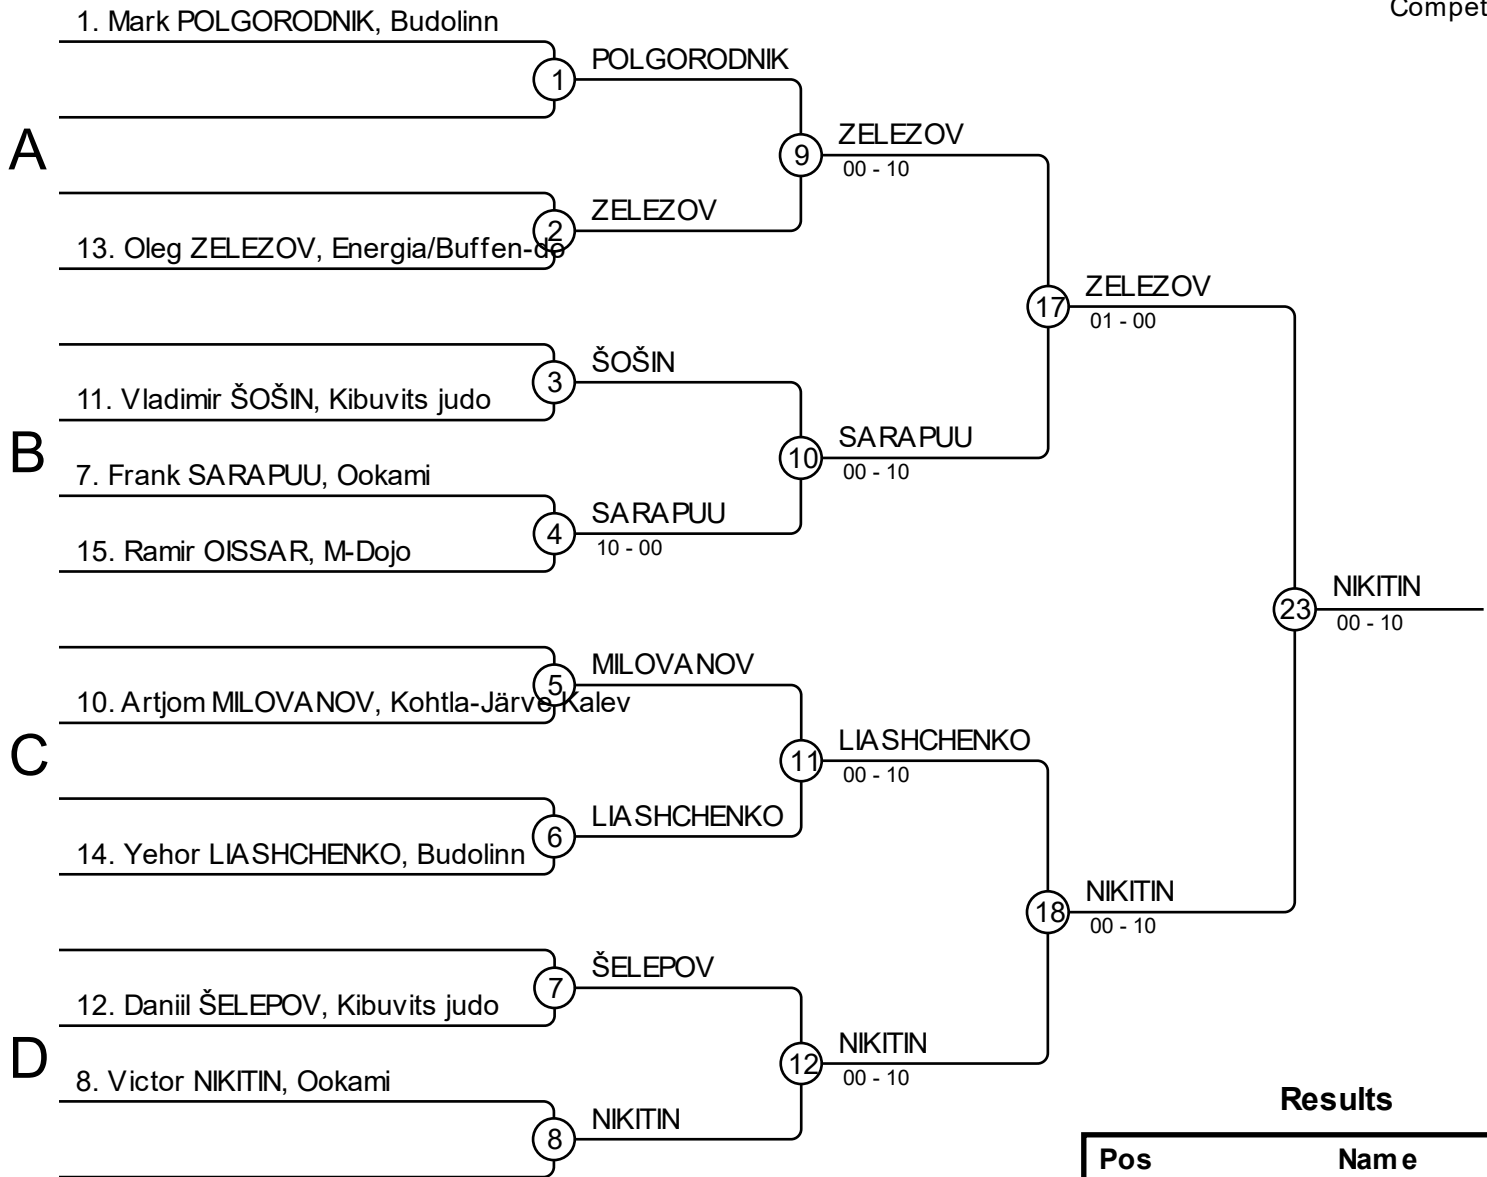 Compet
1. Mark POLGORODNIK, Budolinn
1
POLGORODNIK
A
9
ZELEZOV
00 - 10
2
ZELEZOV
13. Oleg ZELEZOV, Energia/Buffen-do
17
ZELEZOV
01 - 00
3
ŠOŠIN
11. Vladimir ŠOŠIN, Kibuvits judo
B
10
SARAPUU
00 - 10
7. Frank SARAPUU, Ookami
4
SARAPUU
10 - 00
15. Ramir OISSAR, M-Dojo
23
NIKITIN
00 - 10
5
MILOVANOV
10. Artjom MILOVANOV, Kohtla-Järve Kalev
C
11
LIASHCHENKO
00 - 10
6
LIASHCHENKO
14. Yehor LIASHCHENKO, Budolinn
18
NIKITIN
00 - 10
7
ŠELEPOV
12. Daniil ŠELEPOV, Kibuvits judo
D
12
NIKITIN
00 - 10
8. Victor NIKITIN, Ookami
8
NIKITIN
Results
Pos Name